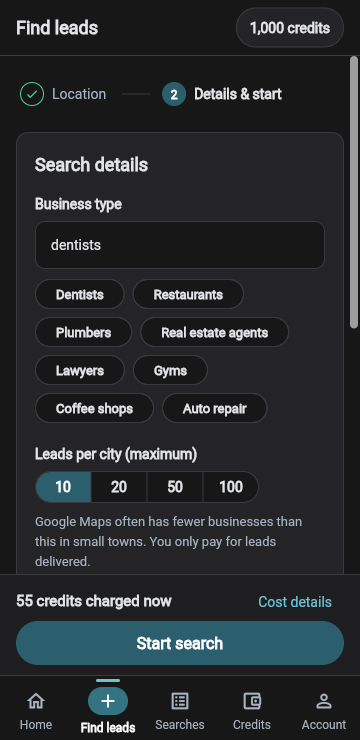 Find leads
1,000 credits
Location
2
Details & start
Search details
Business type
dentists
Dentists
Restaurants
Plumbers
Real estate agents
Lawyers
Gyms
Coffee shops
Auto repair
Leads per city (maximum)
10
20
50
100
Google Maps often has fewer businesses than
this in small towns. You only pay for leads
delivered.
55 credits charged now
Cost details
Start search
Home
Find leads
Searches
Credits
Account